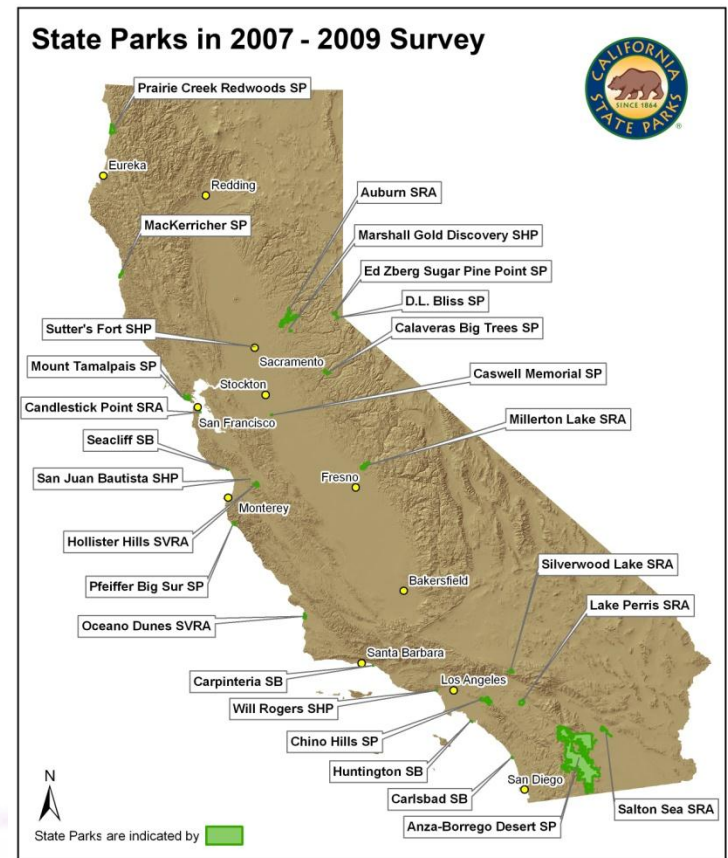 State Parks in 2007 - 2009 Survey
CALIFORNIA
SINCE 1864
STATE PARKS
®
Prairie Creek Redwoods SP
Eureka
Redding
Auburn SRA
MacKerricher SP
Marshall Gold Discovery SHP
Ed Zberg Sugar Pine Point SP
D.L. Bliss SP
Sutter's Fort SHP
Calaveras Big Trees SP
Sacramento
Mount Tamalpais SP
Stockton
Caswell Memorial SP
Candlestick Point SRA
San Francisco
Millerton Lake SRA
Seacliff SB
San Juan Bautista SHP
Fresno
Monterey
Hollister Hills SVRA
Silverwood Lake SRA
Pfeiffer Big Sur SP
Bakersfield
Lake Perris SRA
Oceano Dunes SVRA
Santa Barbara
Carpinteria SB
Los Angeles
Will Rogers SHP
Chino Hills SP
Huntington SB
San Diego
Carlsbad SB
Salton Sea SRA
Anza-Borrego Desert SP
N
State Parks are indicated by